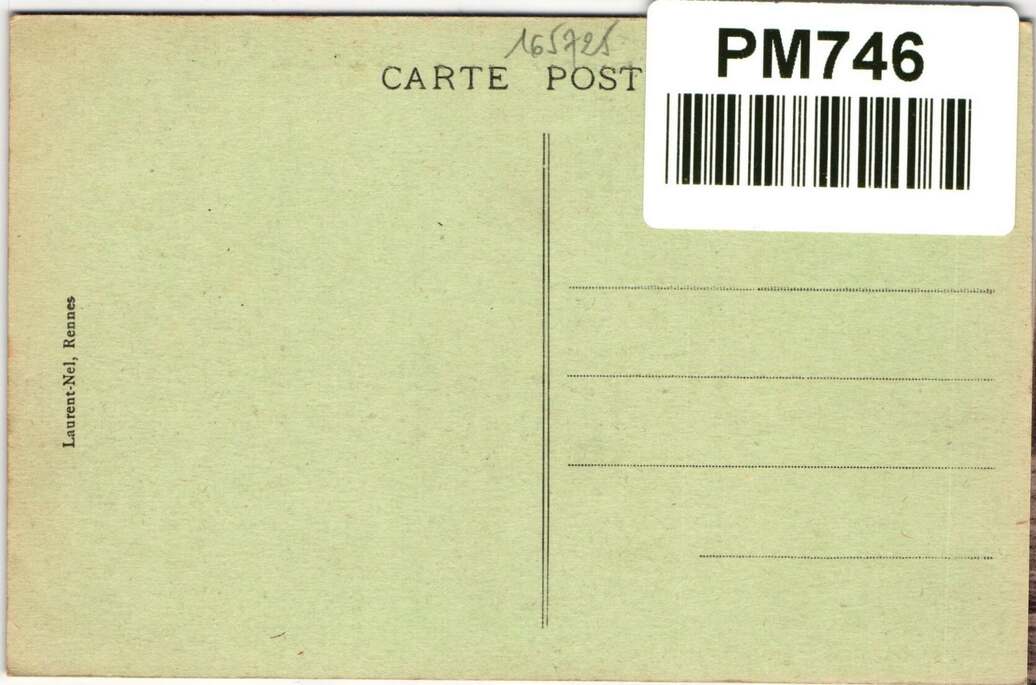 165725
PM746
CARTE POST
Laurent-Nel, Rennes